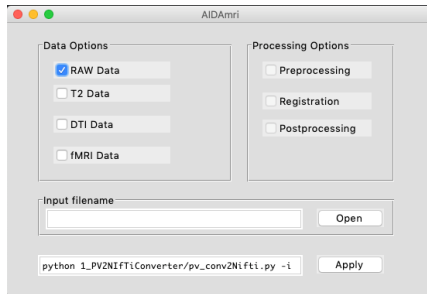 AIDAmri
Data Options
RAW Data
T2 Data
DTI Data
fMRI Data
Processing Options
Preprocessing
Registration
Postprocessing
Input filename
Open
python 1_PV2NIfTiConverter/pv_conv2Nifti.py -i
Apply